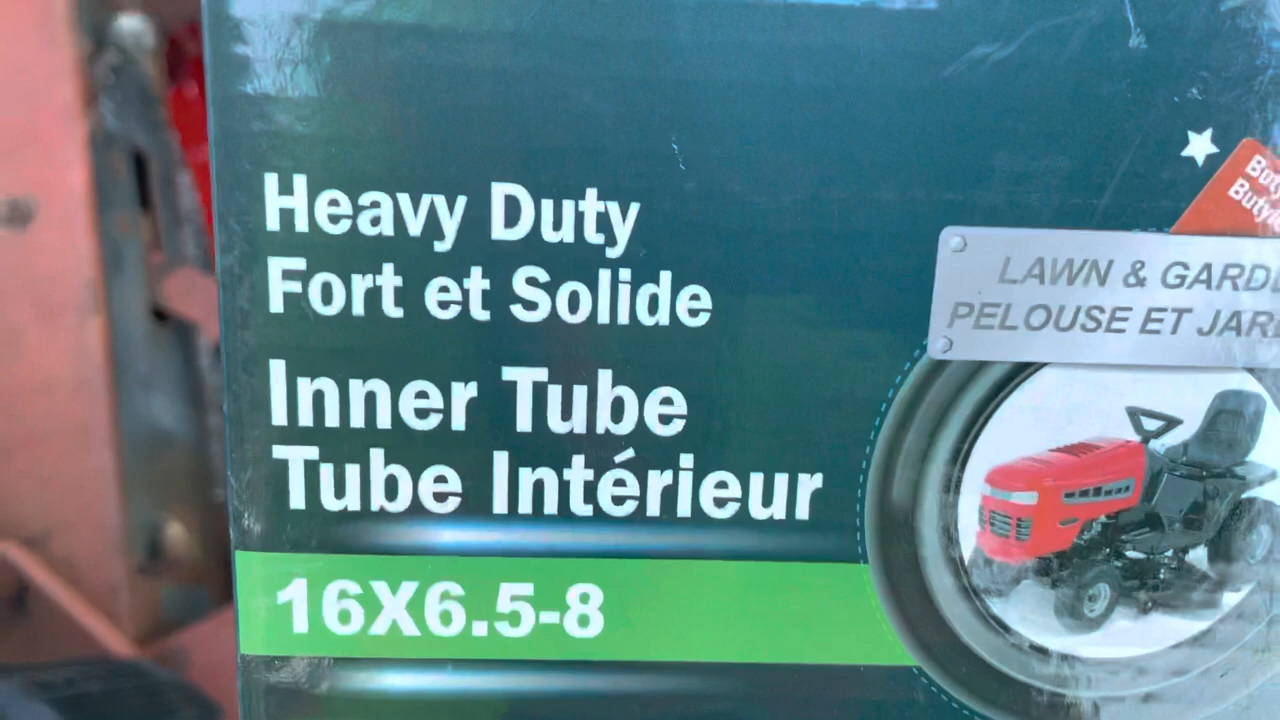 Heavy Duty
Fort et Solide
Inner Tube
Tube Intérieur
16X6.5-8
LAWN & GARD
PELOUSE ET JAR